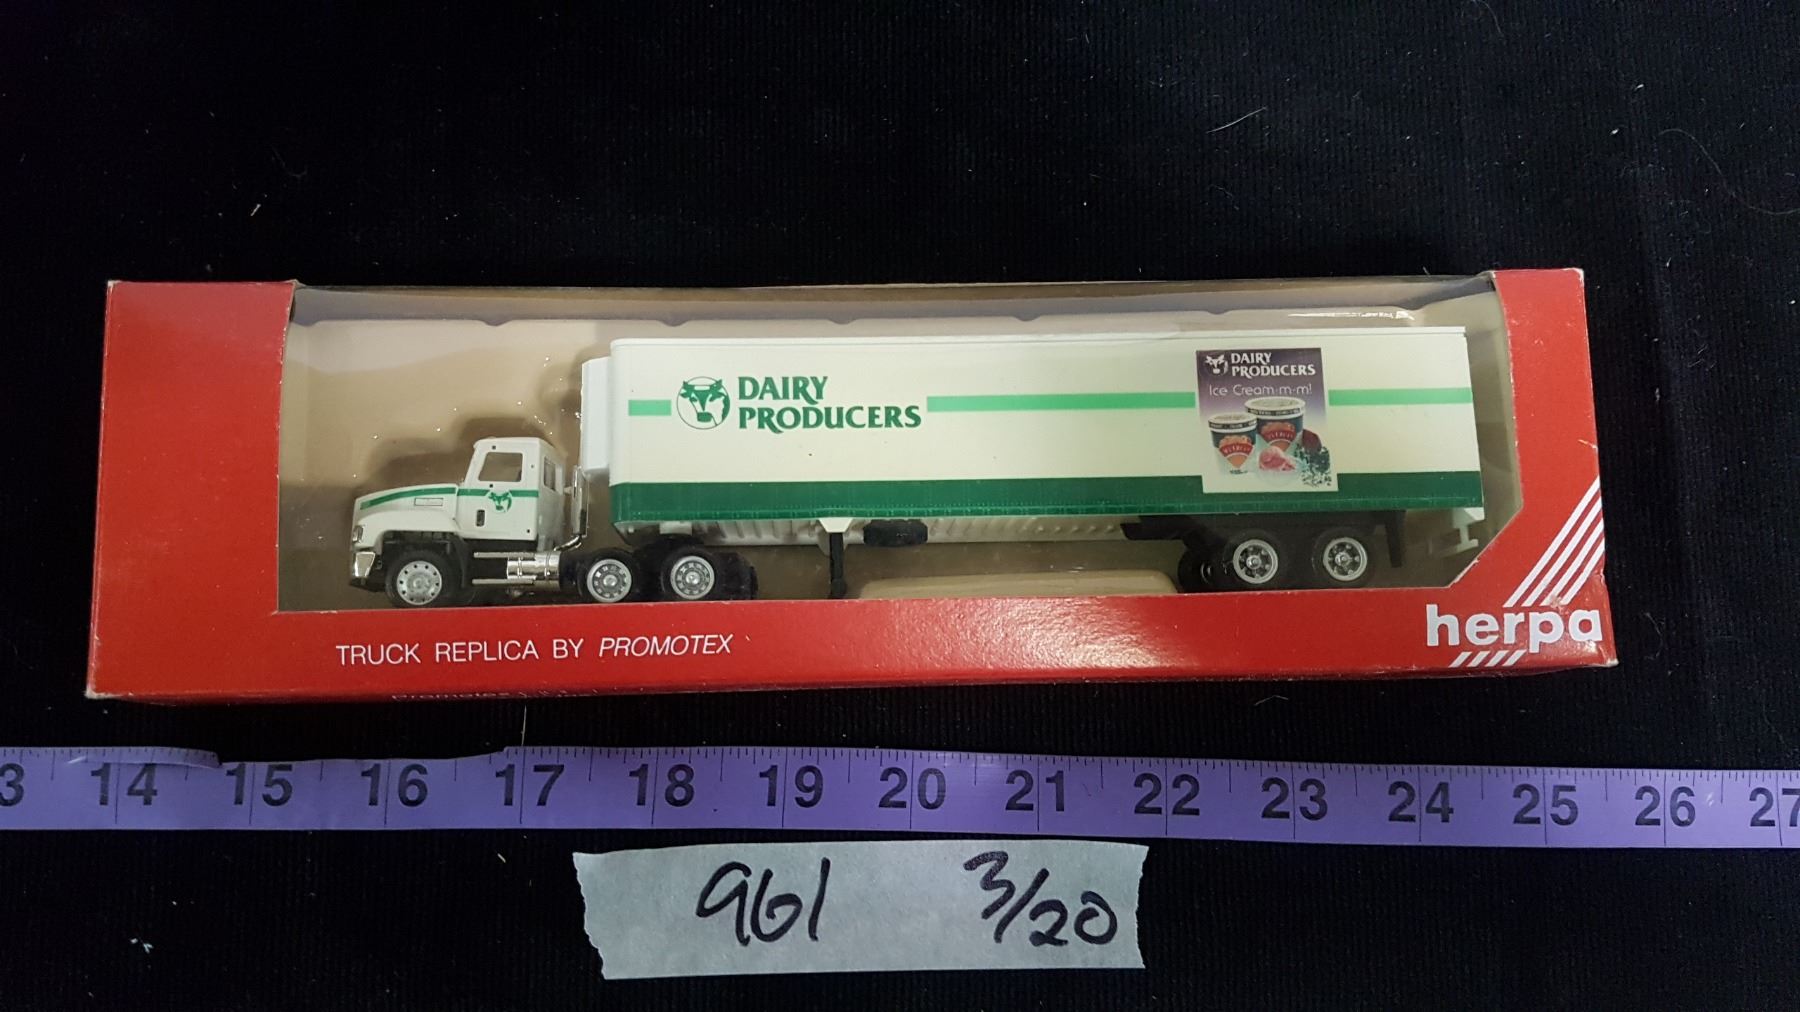 DAIRY
PRODUCERS
DAIRY
PRODUCERS
Ice Cream-m-m!
TRUCK REPLICA BY PROMOTEX
herpa
13 14 15 16 17 18 19 20 21 22 23 24 25 26 27
961 3/20